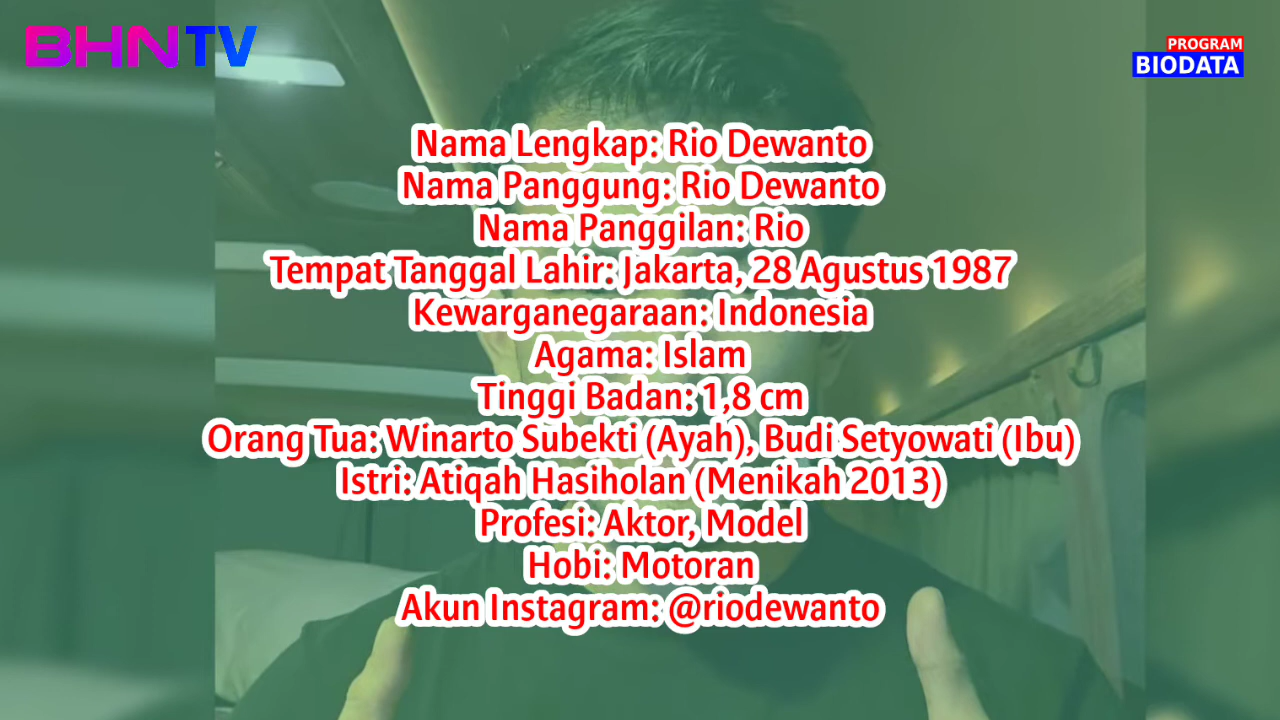 BHNTV
PROGRAM
BIODATA
Nama Lengkap: Rio Dewanto
Nama Panggung: Rio Dewanto
Nama Panggilan: Rio
Tempat Tanggal Lahir: Jakarta, 28 Agustus 1987
Kewarganegaraan: Indonesia
Agama: Islam
Tinggi Badan: 1,8 cm
Orang Tua: Winarto Subekti (Ayah), Budi Setyowati (Ibu)
Istri: Atiqah Hasiholan (Menikah 2013)
Profesi: Aktor, Model
Hobi: Motoran
Akun Instagram: @riodewanto